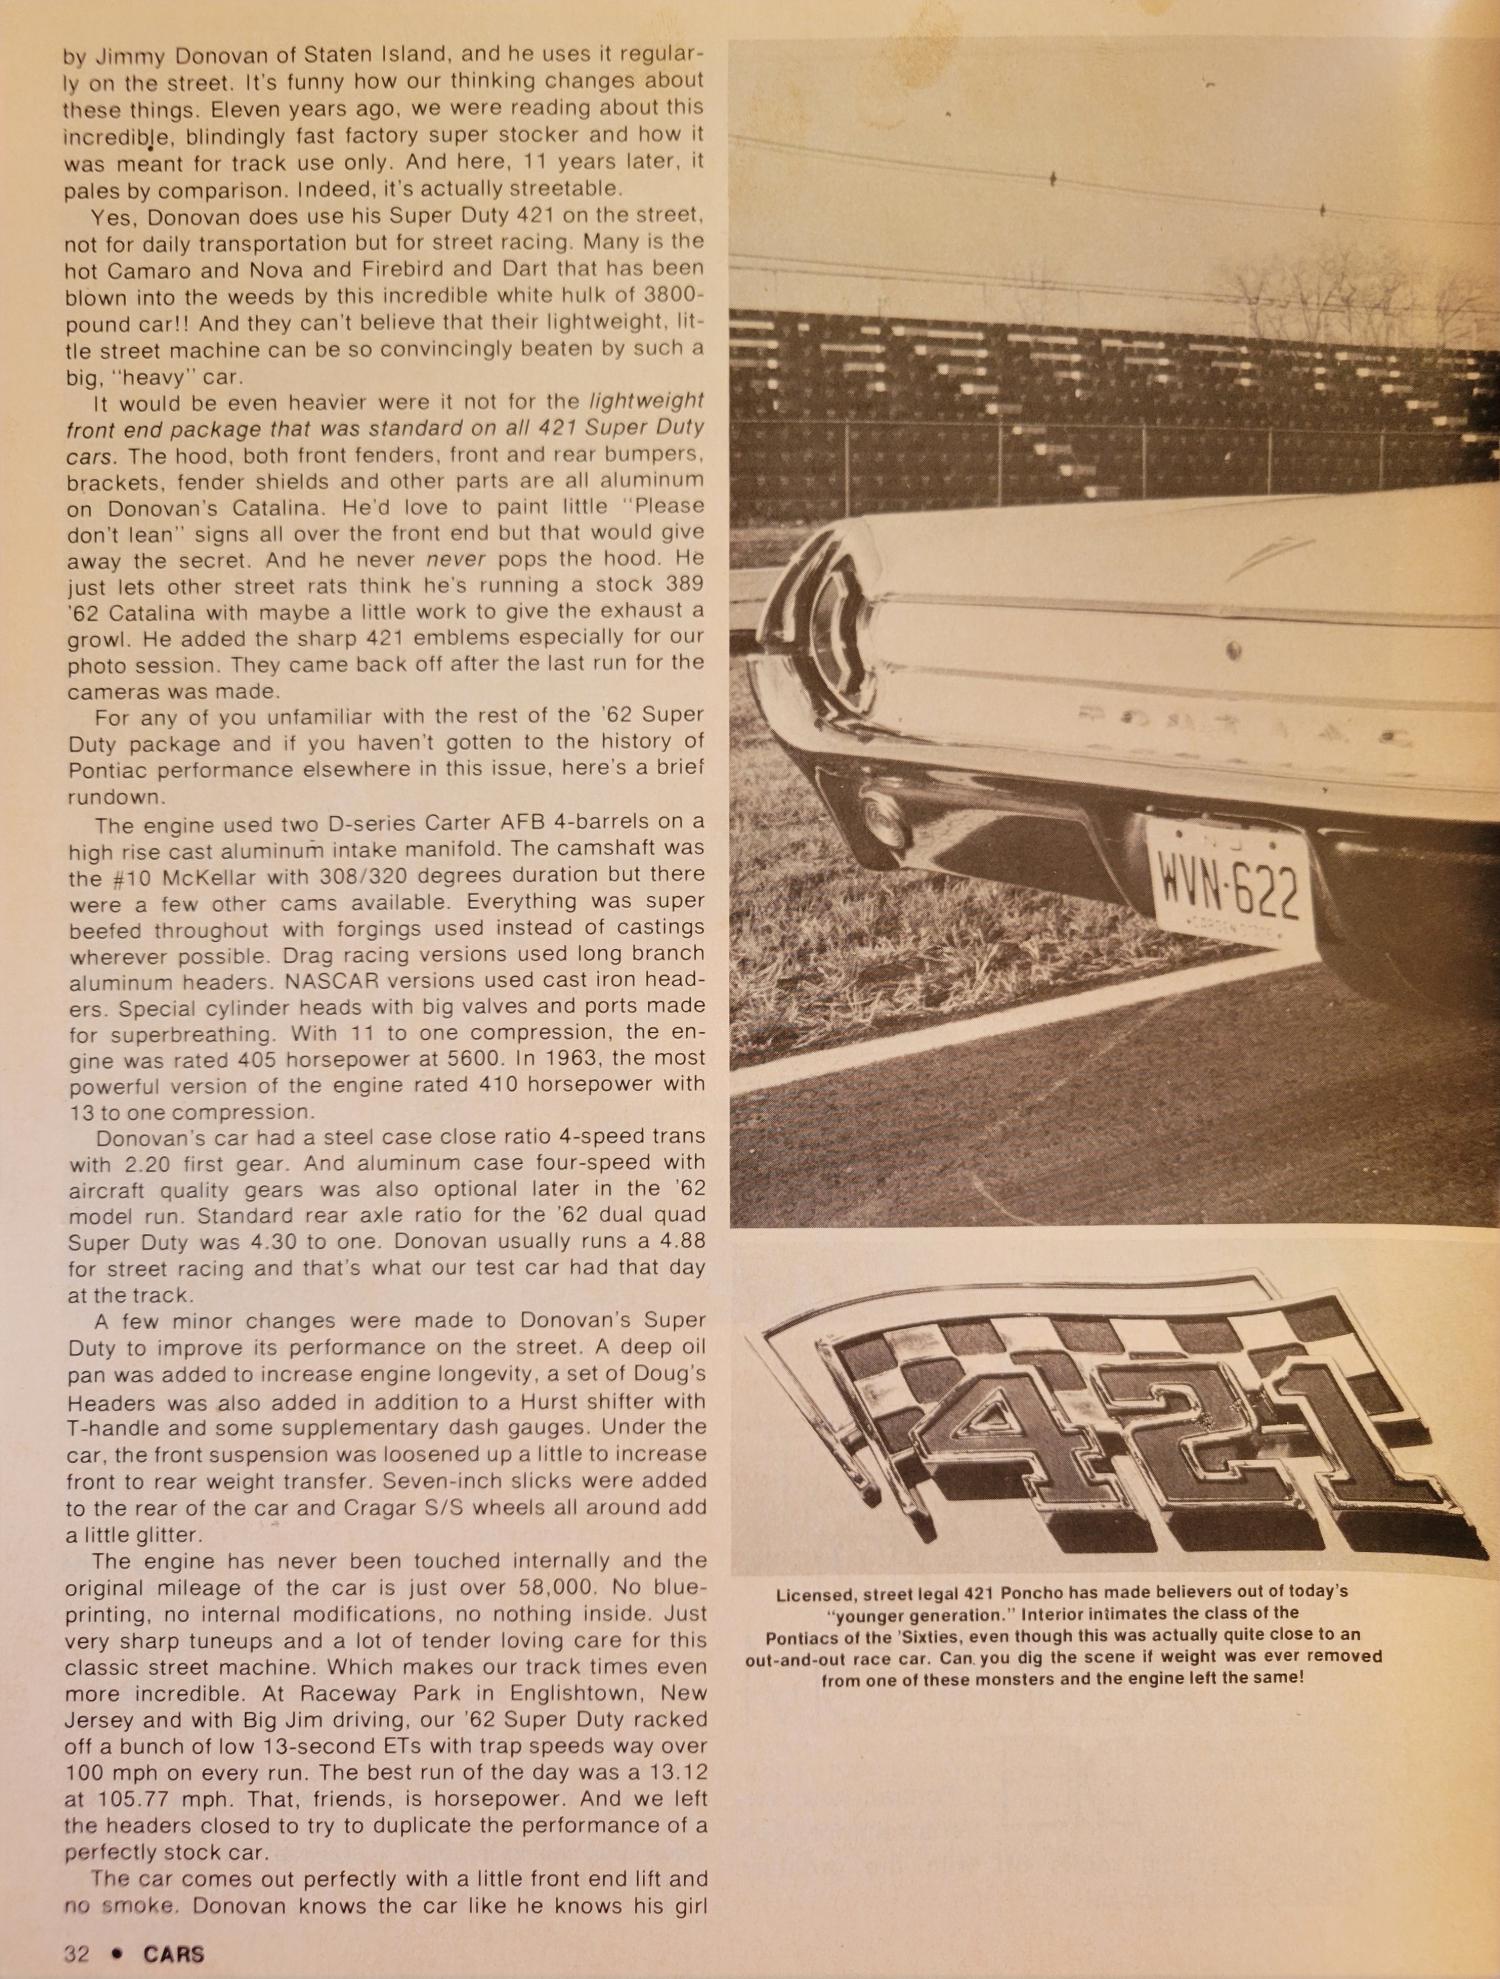 by Jimmy Donovan of Staten Island, and he uses it regular-
ly on the street. It's funny how our thinking changes about
these things. Eleven years ago, we were reading about this
incredible, blindingly fast factory super stocker and how it
was meant for track use only. And here, 11 years later, it
pales by comparison. Indeed, it's actually streetable.
Yes, Donovan does use his Super Duty 421 on the street,
not for daily transportation but for street racing. Many is the
hot Camaro and Nova and Firebird and Dart that has been
blown into the weeds by this incredible white hulk of 3800-
pound car!! And they can't believe that their lightweight, lit-
tle street machine can be so convincingly beaten by such a
big, "heavy" car.
It would be even heavier were it not for the lightweight
front end package that was standard on all 421 Super Duty
cars. The hood, both front fenders, front and rear bumpers,
brackets, fender shields and other parts are all aluminum
on Donovan's Catalina. He'd love to paint little "Please
don't lean" signs all over the front end but that would give
away the secret. And he never never pops the hood. He
just lets other street rats think he's running a stock 389
'62 Catalina with maybe a little work to give the exhaust a
growl. He added the sharp 421 emblems especially for our
photo session. They came back off after the last run for the
cameras was made.
For any of you unfamiliar with the rest of the '62 Super
Duty package and if you haven't gotten to the history of
Pontiac performance elsewhere in this issue, here's a brief
rundown.
The engine used two D-series Carter AFB 4-barrels on a
high rise cast aluminum intake manifold. The camshaft was
the #10 McKellar with 308/320 degrees duration but there
were a few other cams available. Everything was super
beefed throughout with forgings used instead of castings
wherever possible. Drag racing versions used long branch
aluminum headers. NASCAR versions used cast iron head-
ers. Special cylinder heads with big valves and ports made
for superbreathing. With 11 to one compression, the en-
gine was rated 405 horsepower at 5600. In 1963, the most
powerful version of the engine rated 410 horsepower with
13 to one compression.
Donovan's car had a steel case close ratio 4-speed trans
with 2.20 first gear. And aluminum case four-speed with
aircraft quality gears was also optional later in the '62
model run. Standard rear axle ratio for the '62 dual quad
Super Duty was 4.30 to one. Donovan usually runs a 4.88
for street racing and that's what our test car had that day
at the track.
A few minor changes were made to Donovan's Super
Duty to improve its performance on the street. A deep oil
pan was added to increase engine longevity, a set of Doug's
Headers was also added in addition to a Hurst shifter with
T-handle and some supplementary dash gauges. Under the
car, the front suspension was loosened up a little to increase
front to rear weight transfer. Seven-inch slicks were added
to the rear of the car and Cragar S/S wheels all around add
a little glitter.
The engine has never been touched internally and the
original mileage of the car is just over 58,000. No blue-
printing, no internal modifications, no nothing inside. Just
very sharp tuneups and a lot of tender loving care for this
classic street machine. Which makes our track times even
more incredible. At Raceway Park in Englishtown, New
Jersey and with Big Jim driving, our '62 Super Duty racked
off a bunch of low 13-second ETs with trap speeds way over
100 mph on every run. The best run of the day was a 13.12
at 105.77 mph. That, friends, is horsepower. And we left
the headers closed to try to duplicate the performance of a
perfectly stock car.
The car comes out perfectly with a little front end lift and
no smoke. Donovan knows the car like he knows his girl
32 • CARS
NJ
WVN-622
GARDEN STATE
421
Licensed, street legal 421 Poncho has made believers out of today's
"younger generation." Interior intimates the class of the
Pontiacs of the 'Sixties, even though this was actually quite close to an
out-and-out race car. Can you dig the scene if weight was ever removed
from one of these monsters and the engine left the same!